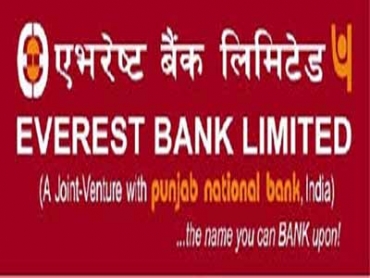 एभरेष्ट बैंक लिमिटेड
EVEREST BANK LIMITED
(A Joint-Venture with punjab national bank, India)
...the name you can BANK upon!